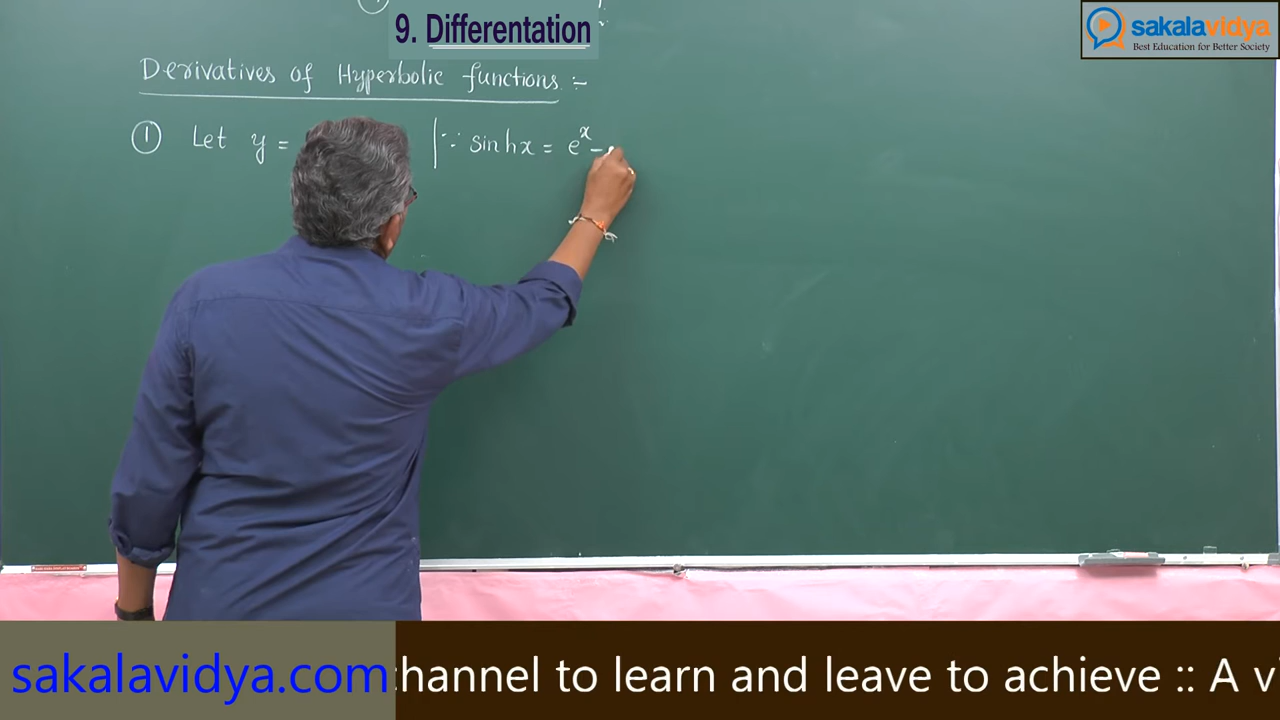 9. Differentation
sakalavidya
Best Education for Better Society
Derivatives of Hyperbolic functions :-
① Let y = | ∵ sinhx = e^x -
sakalavidya.com
channel to learn and leave to achieve :: A v